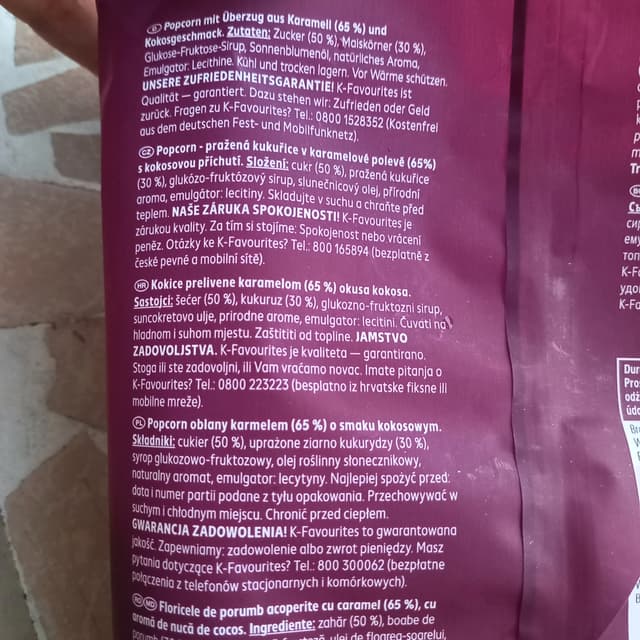 D Popcorn mit Überzug aus Karamell (65 %) und
Kokosgeschmack. Zutaten: Zucker (50 %), Maiskörner (30 %),
Glukose-Fruktose-Sirup, Sonnenblumenöl, natürliches Aroma,
Emulgator: Lecithine. Kühl und trocken lagern. Vor Wärme schützen.
UNSERE ZUFRIEDENHEITSGARANTIE! K-Favourites ist
Qualität — garantiert. Dazu stehen wir: Zufrieden oder Geld
zurück. Fragen zu K-Favourites? Tel.: 0800 1528352 (Kostenfrei
aus dem deutschen Fest- und Mobilfunknetz).
CZ Popcorn - pražená kukuřice v karamelové polevě (65%)
s kokosovou příchutí. Složení: cukr (50 %), pražená kukuřice
(30 %), glukózo-fruktózový sirup, slunečnicový olej, přírodní
aroma, emulgátor: lecitiny. Skladujte v suchu a chraňte před
teplem. NAŠE ZÁRUKA SPOKOJENOSTI! K-Favourites je
zárukou kvality. Za tím si stojíme: Spokojenost nebo vrácení
peněz. Otázky ke K-Favourites? Tel.: 800 165894 (bezplatně z
české pevné a mobilní sítě).
HR Kokice prelivene karamelom (65 %) okusa kokosa.
Sastojci: šećer (50 %), kukuruz (30 %), glukozno-fruktozni sirup,
suncokretovo ulje, prirodne arome, emulgator: lecitini. Čuvati na
hladnom i suhom mjestu. Zaštititi od topline. JAMSTVO
ZADOVOLJSTVA. K-Favourites je kvaliteta — garantirano.
Stoga ili ste zadovoljni, ili Vam vraćamo novac. Imate pitanja o
K-Favourites? Tel.: 0800 223223 (besplatno iz hrvatske fiksne ili
mobilne mreže).
PL Popcorn oblany karmelem (65 %) o smaku kokosowym.
Składniki: cukier (50 %), uprażone ziarno kukurydzy (30 %),
syrop glukozowo-fruktozowy, olej roślinny słonecznikowy,
naturalny aromat, emulgator: lecytyny. Najlepiej spożyć przed:
data i numer partii podane z tyłu opakowania. Przechowywać w
suchym i chłodnym miejscu. Chronić przed ciepłem.
GWARANCJA ZADOWOLENIA! K-Favourites to gwarantowana
jakość. Zapewniamy: zadowolenie albo zwrot pieniędzy. Masz
pytania dotyczące K-Favourites? Tel.: 800 300062 (bezpłatne
połączenia z telefonów stacjonarnych i komórkowych).
RO MD Floricele de porumb acoperite cu caramel (65 %), cu
aromă de nucă de cocos. Ingrediente: zahăr (50 %), boabe de
ulei de floarea-soarelui,